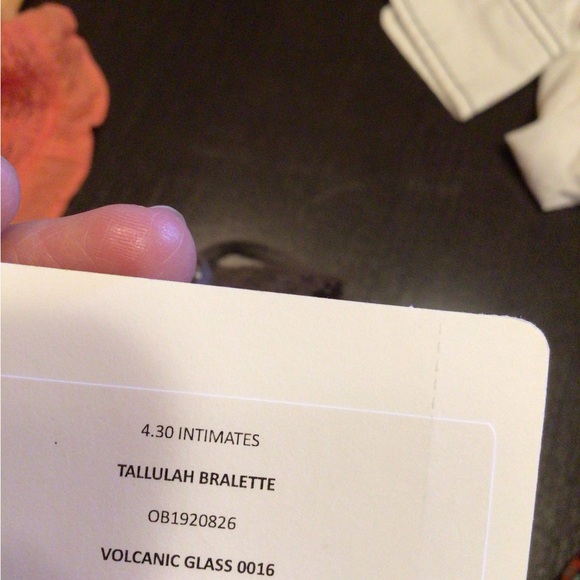 4.30 INTIMATES
TALLULAH BRALETTE
OB1920826
VOLCANIC GLASS 0016